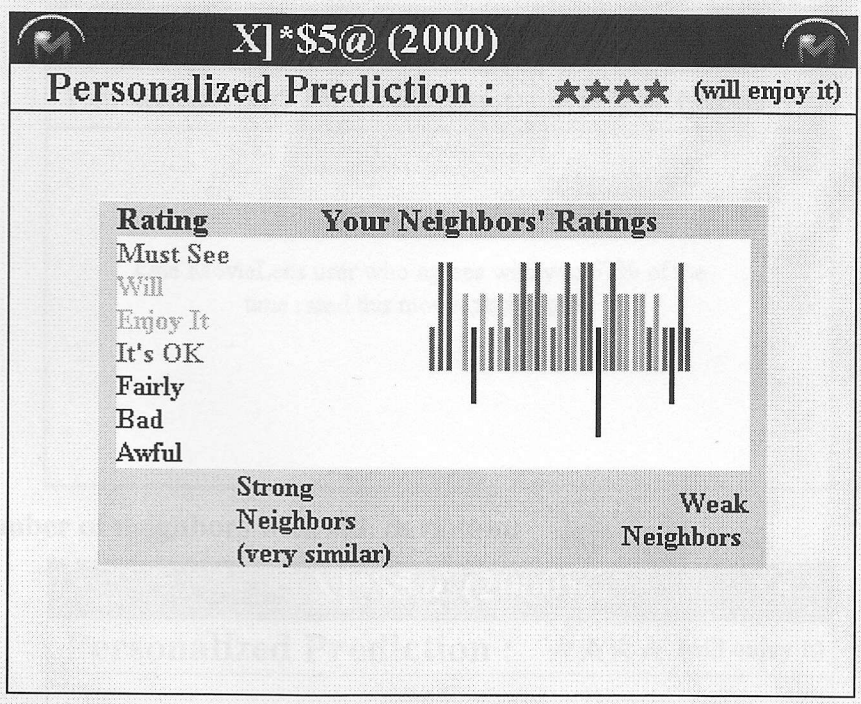 X]*$5@ (2000)
Personalized Prediction : ★★★★ (will enjoy it)
Rating Your Neighbors' Ratings
Must See
Will
Enjoy It
It's OK
Fairly
Bad
Awful
Strong
Neighbors
(very similar)
Weak
Neighbors